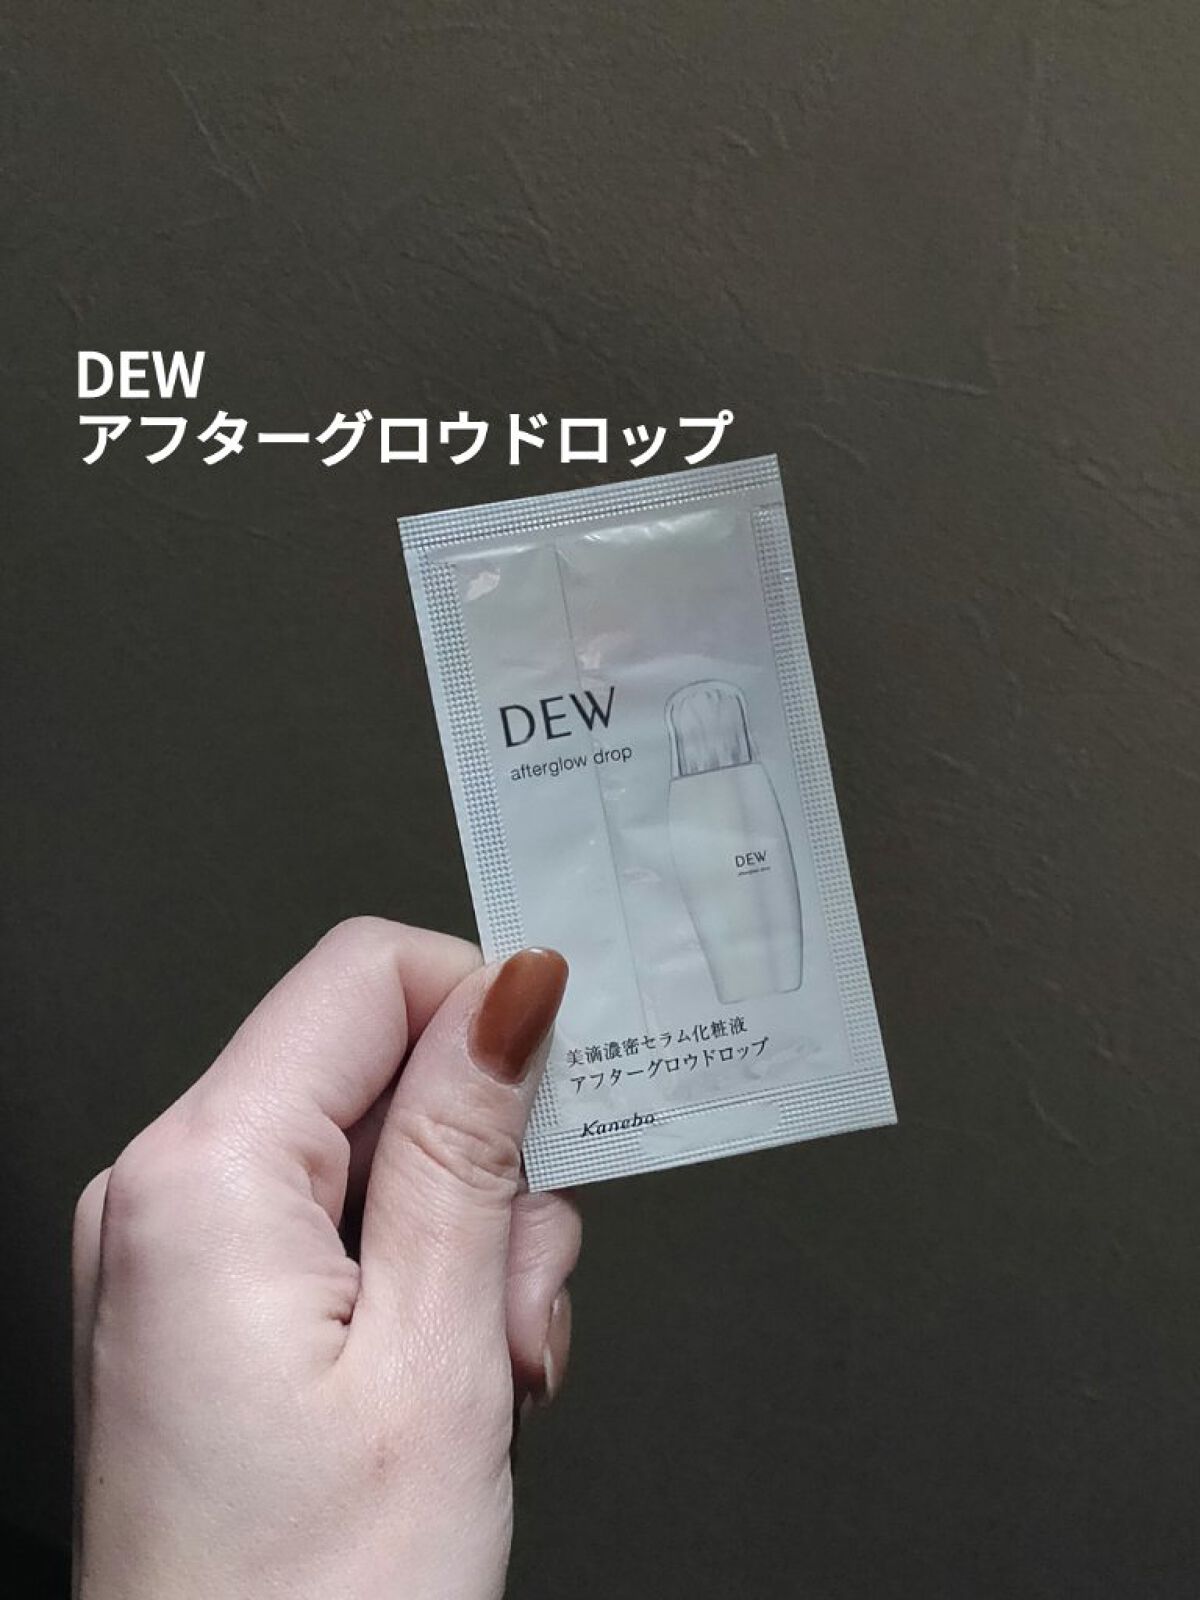 DEW
アフターグロウドロップ
DEW
afterglow drop
DEW
美滴濃密セラム化粧液
アフターグロウドロップ
Kanebo